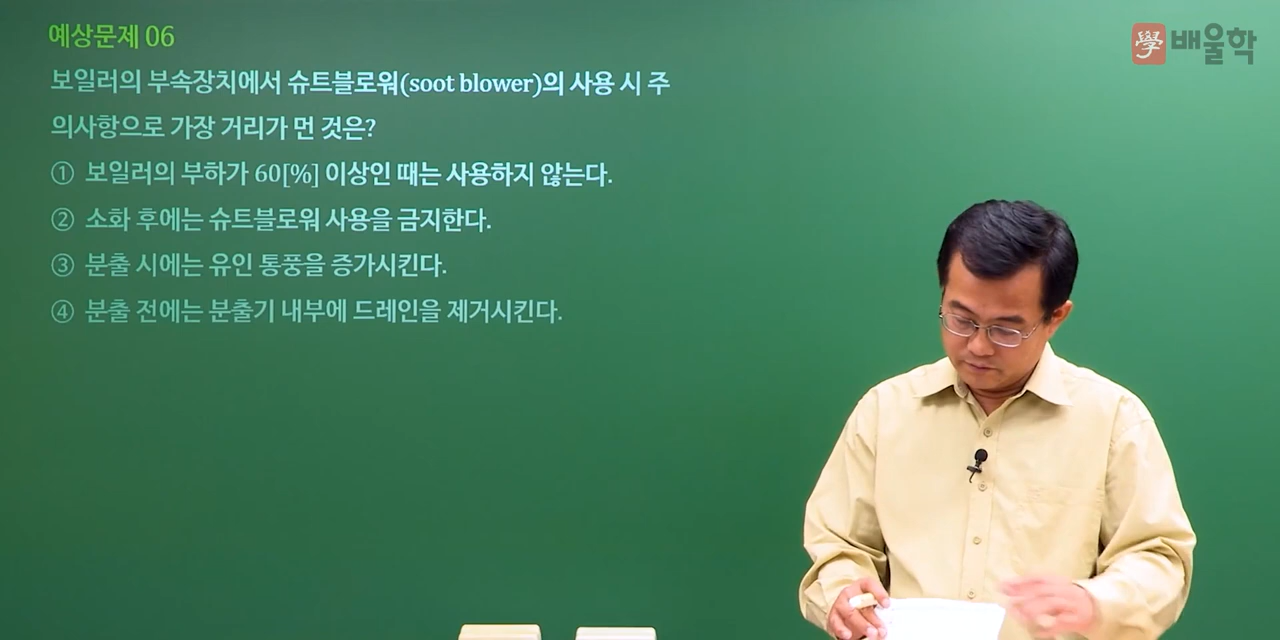 예상문제 06
學 배울학
보일러의 부속장치에서 슈트블로워(soot blower)의 사용 시 주
의사항으로 가장 거리가 먼 것은?
① 보일러의 부하가 60[%] 이상인 때는 사용하지 않는다.
② 소화 후에는 슈트블로워 사용을 금지한다.
③ 분출 시에는 유인 통풍을 증가시킨다.
④ 분출 전에는 분출기 내부에 드레인을 제거시킨다.